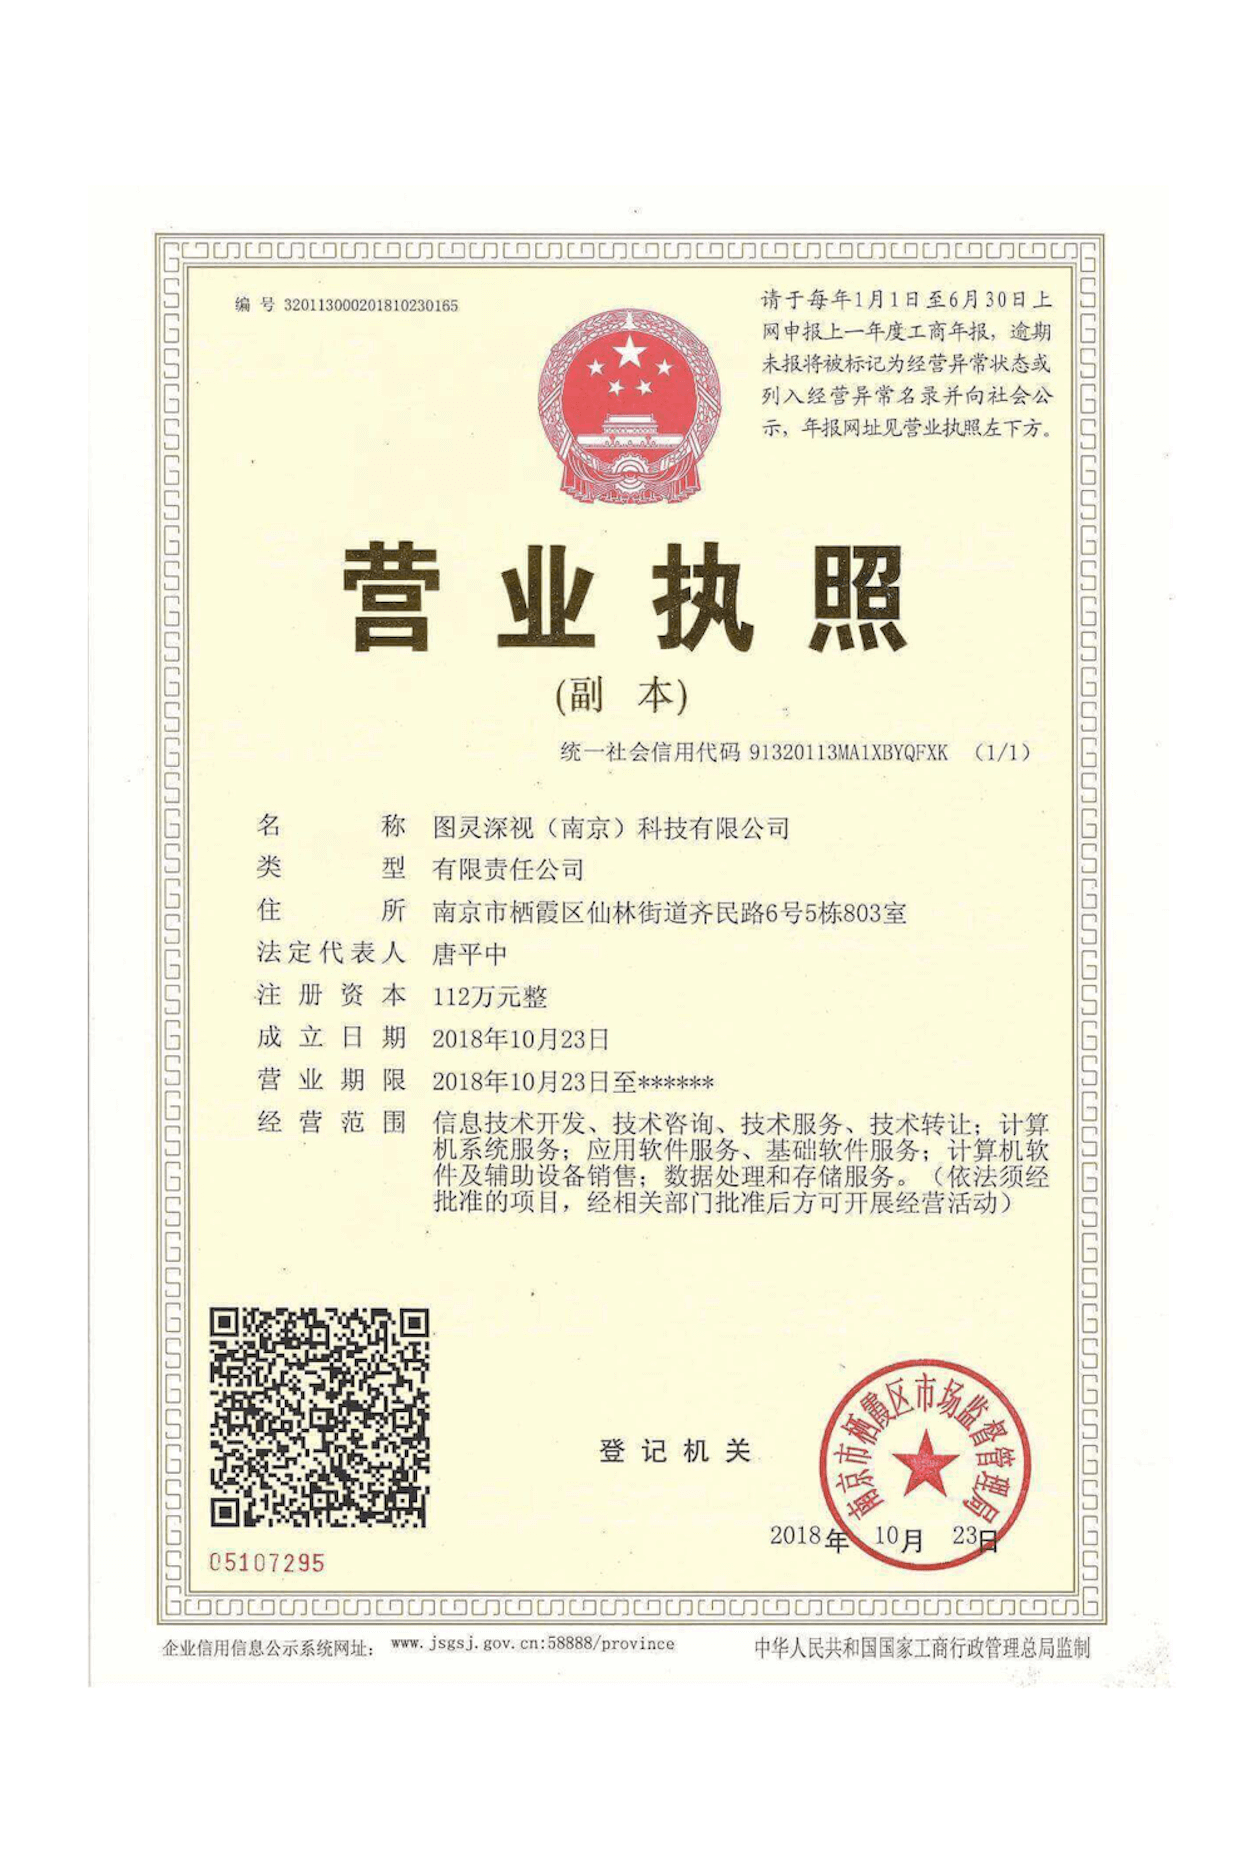 编 号 320113000201810230165
请于每年1月1日至6月30日上
网申报上一年度工商年报，逾期
未报将被标记为经营异常状态或
列入经营异常名录并向社会公
示，年报网址见营业执照左下方。
营业执照
(副 本)
统一社会信用代码 91320113MA1XBYQFXK （1/1）
名 称 图灵深视（南京）科技有限公司
类 型 有限责任公司
住 所 南京市栖霞区仙林街道齐民路6号5栋803室
法定代表人 唐平中
注册资本 112万元整
成立日期 2018年10月23日
营业期限 2018年10月23日至******
经营范围 信息技术开发、技术咨询、技术服务、技术转让；计算
机系统服务；应用软件服务、基础软件服务；计算机软
件及辅助设备销售；数据处理和存储服务。（依法须经
批准的项目，经相关部门批准后方可开展经营活动）
南京市栖霞区市场监督管理局
登记机关
2018年 10月 23日
05107295
企业信用信息公示系统网址： www.jsgsj.gov.cn:58888/province
中华人民共和国国家工商行政管理总局监制